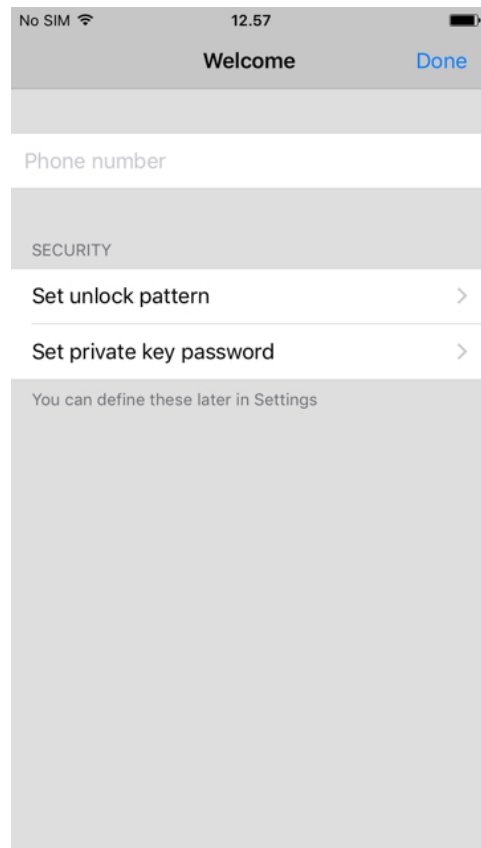 No SIM 12.57
Welcome Done
Phone number
SECURITY
Set unlock pattern
Set private key password
You can define these later in Settings